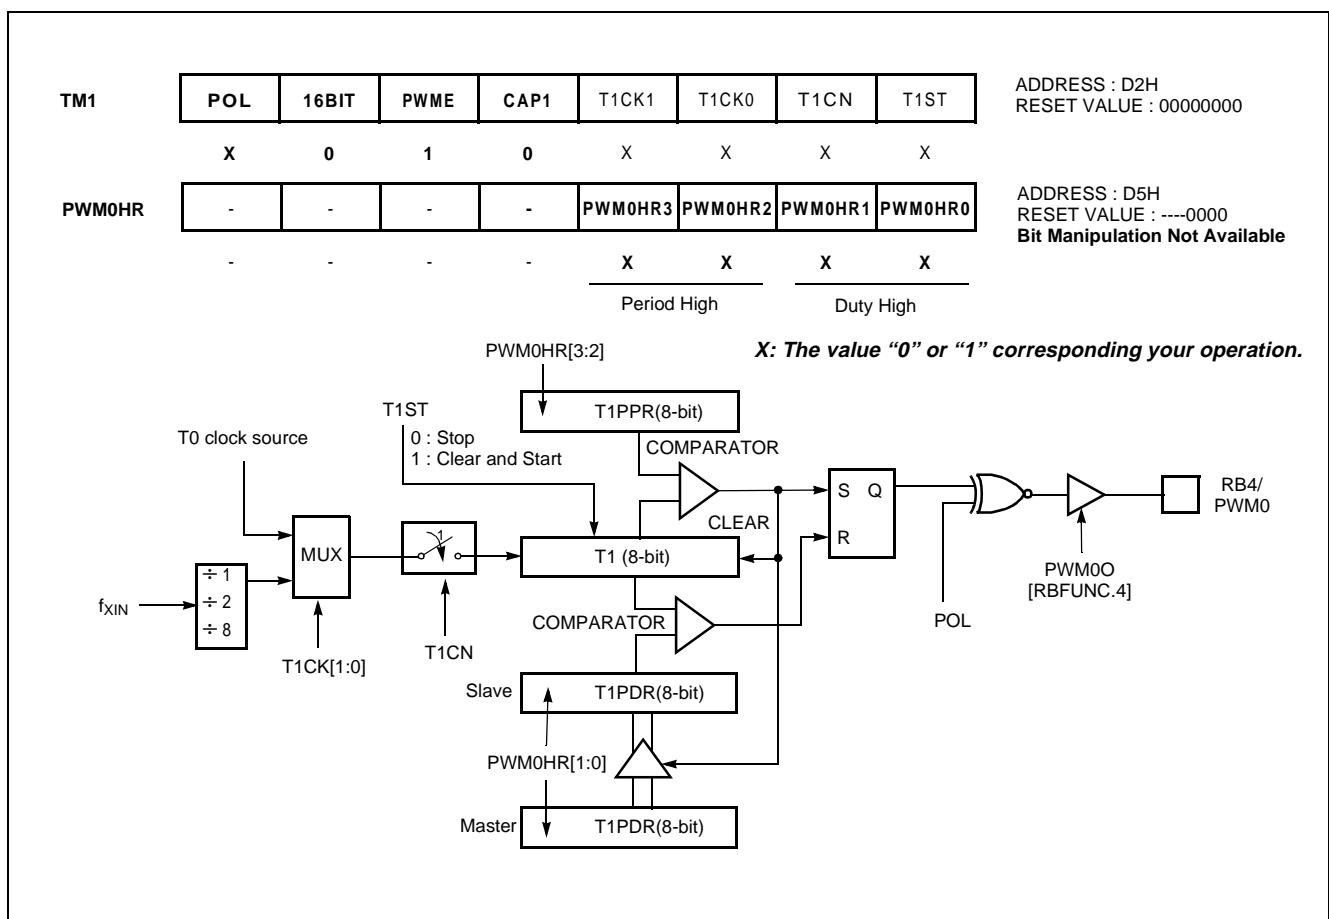 TM1 POL 16BIT PWME CAP1 T1CK1 T1CK0 T1CN T1ST
ADDRESS : D2H
RESET VALUE : 00000000
X 0 1 0 X X X X
PWM0HR - - - - PWM0HR3 PWM0HR2 PWM0HR1 PWM0HR0
ADDRESS : D5H
RESET VALUE : ----0000
Bit Manipulation Not Available
- - - - X X X X
Period High Duty High
X: The value “0” or “1” corresponding your operation.
PWM0HR[3:2]
T1PPR(8-bit)
T1ST
0 : Stop
1 : Clear and Start
T0 clock source
COMPARATOR
CLEAR
S Q
R
RB4/
PWM0
MUX
1
T1 (8-bit)
÷ 1
÷ 2
÷ 8
fXIN
T1CK[1:0]
T1CN
COMPARATOR
POL
PWM0O
[RBFUNC.4]
Slave T1PDR(8-bit)
PWM0HR[1:0]
Master T1PDR(8-bit)